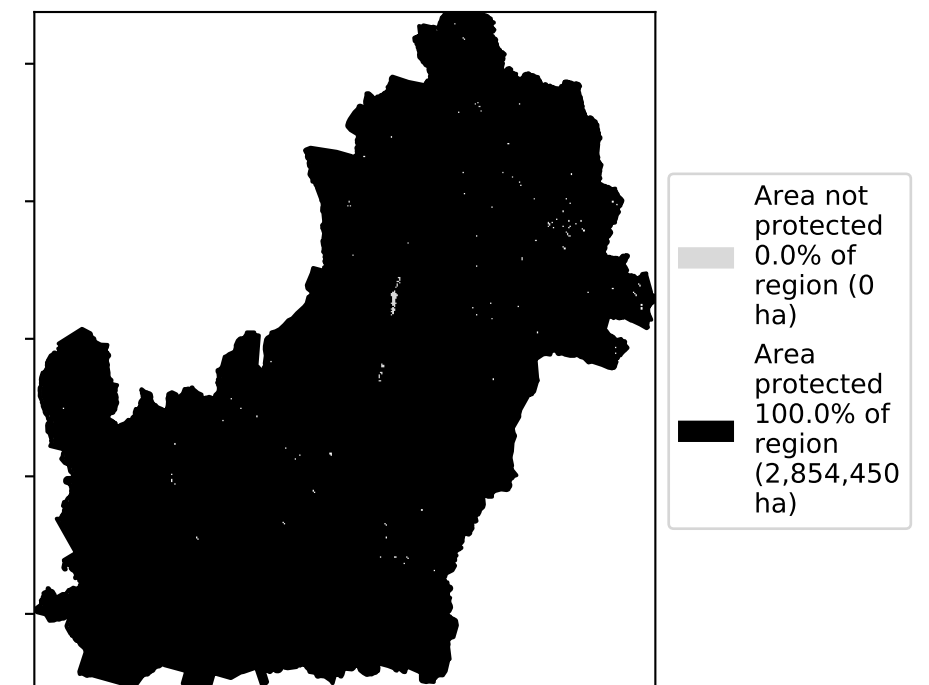 Area not
protected
0.0% of
region (0
ha)
Area
protected
100.0% of
region
(2,854,450
ha)